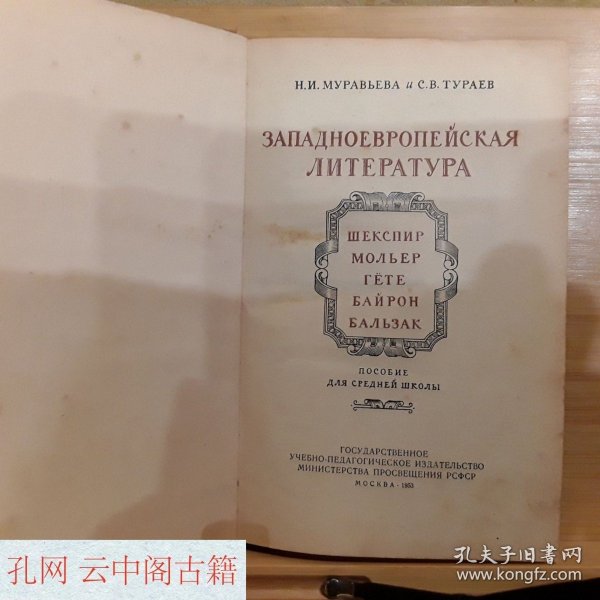 Н.И. МУРАВЬЕВА и С.В. ТУРАЕВ
ЗАПАДНОЕВРОПЕЙСКАЯ
ЛИТЕРАТУРА
ШЕКСПИР
МОЛЬЕР
ГЁТЕ
БАЙРОН
БАЛЬЗАК
ПОСОБИЕ
ДЛЯ СРЕДНЕЙ ШКОЛЫ
ГОСУДАРСТВЕННОЕ
УЧЕБНО-ПЕДАГОГИЧЕСКОЕ ИЗДАТЕЛЬСТВО
МИНИСТЕРСТВА ПРОСВЕЩЕНИЯ РСФСР
МОСКВА · 1953
孔网 云中阁古籍
孔夫子旧书网
www.kongfz.com